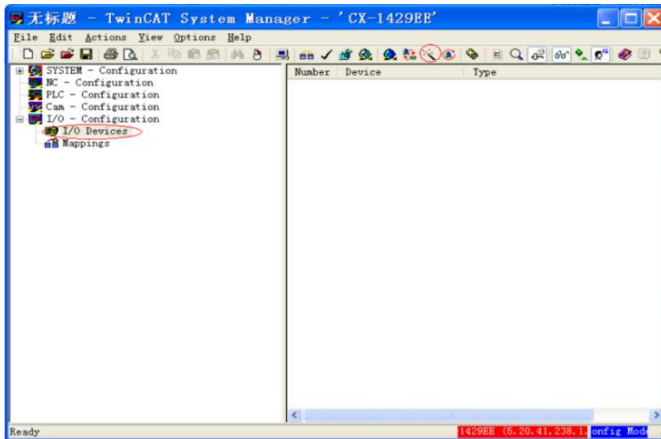 无标题 - TwinCAT System Manager - 'CX-1429EE'
File Edit Actions View Options Help
SYSTEM - Configuration
NC - Configuration
PLC - Configuration
Cam - Configuration
I/O - Configuration
I/O Devices
Mappings
Number Device Type
Ready
1429EE (5.20.41.238.1. onfig Mod